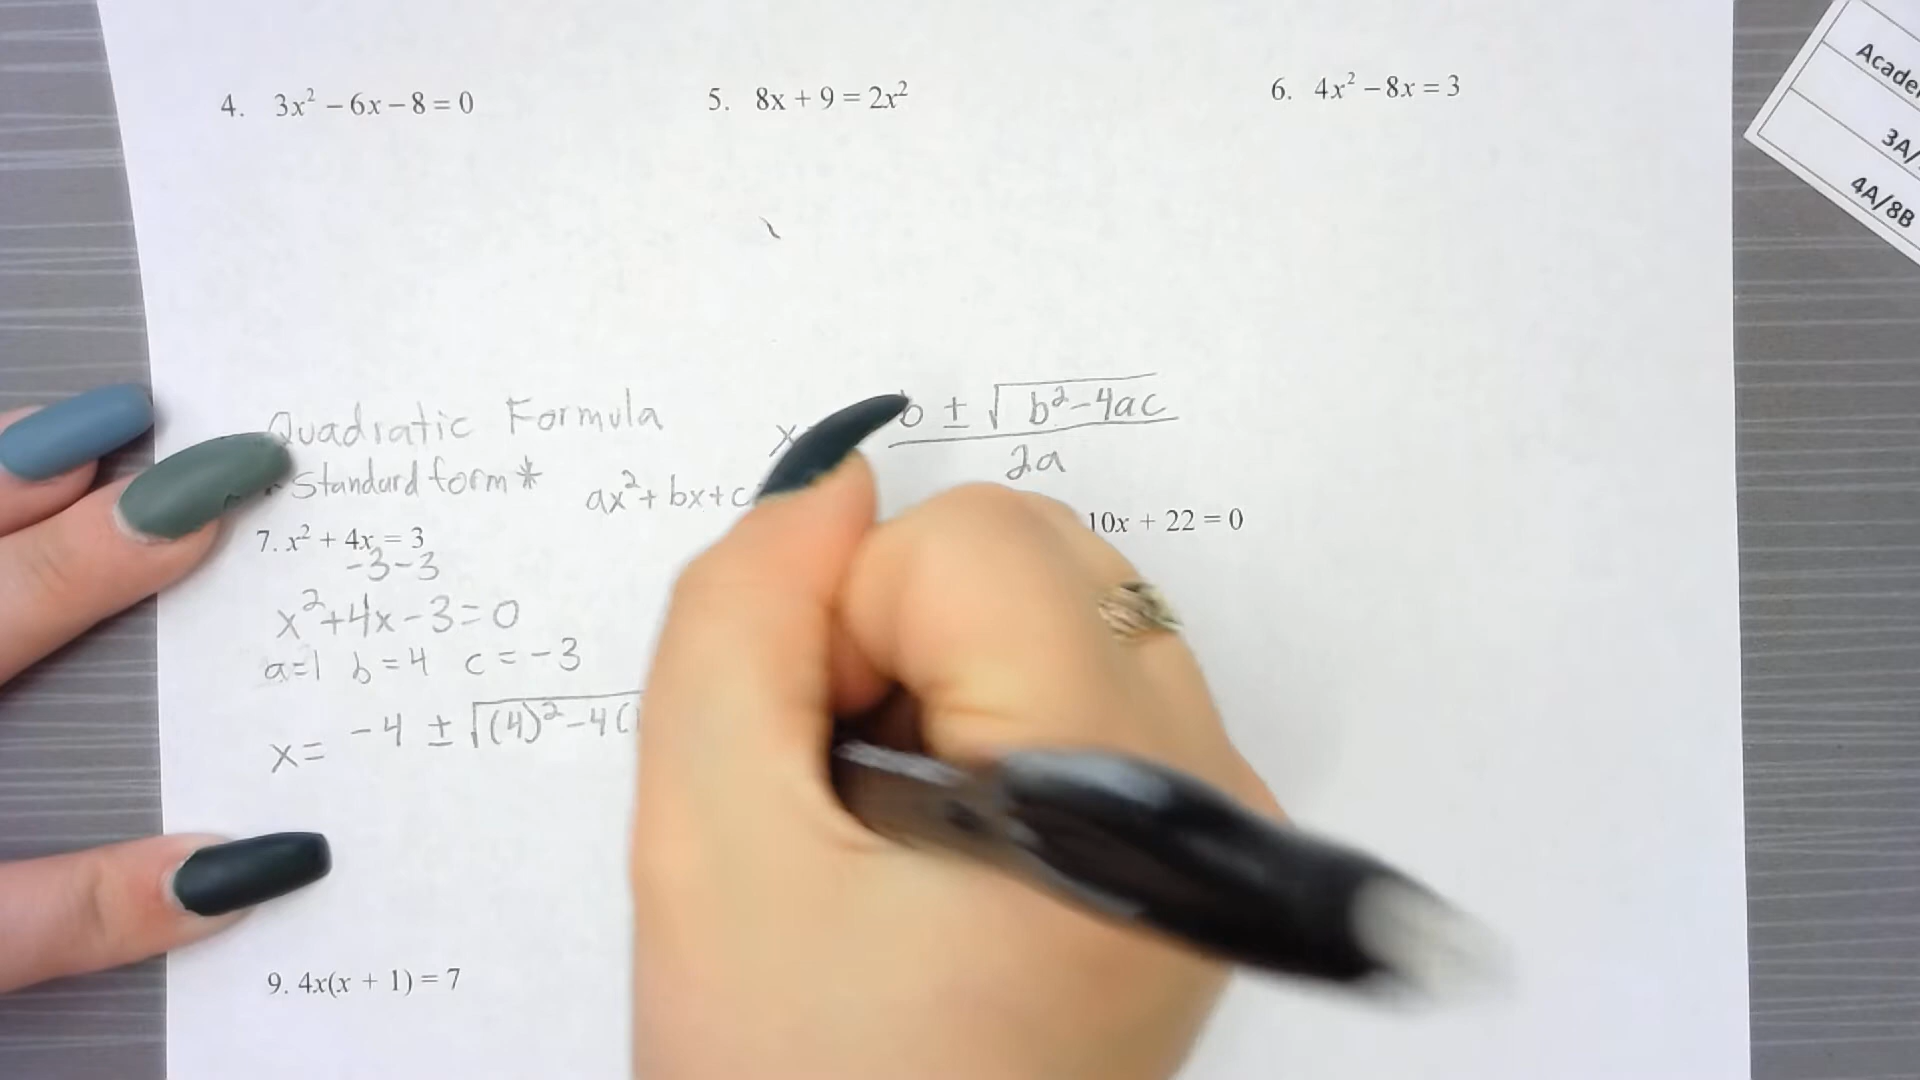 4. 3x² – 6x – 8 = 0
5. 8x + 9 = 2x²
6. 4x² – 8x = 3
Acade
3A/
4A/8B
Quadratic Formula
Standard form*
ax²+ bx+c
x
b ± √b²-4ac
2a
7. x² + 4x = 3
-3-3
x²+4x-3=0
a=1 b=4 c=-3
x= -4 ± √(4)²-4(
10x + 22 = 0
9. 4x(x + 1) = 7